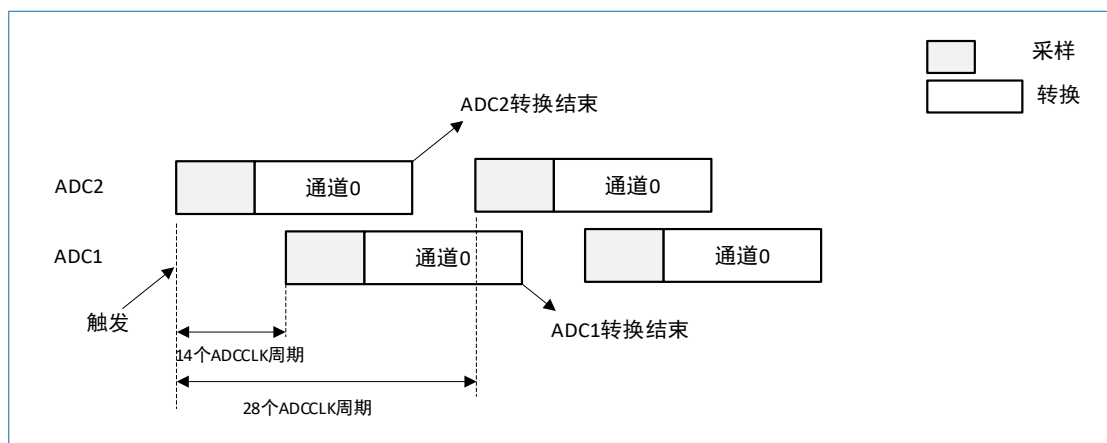 采样
转换
ADC2转换结束
ADC2
通道0
通道0
ADC1
通道0
通道0
触发
ADC1转换结束
14个ADCCLK周期
28个ADCCLK周期